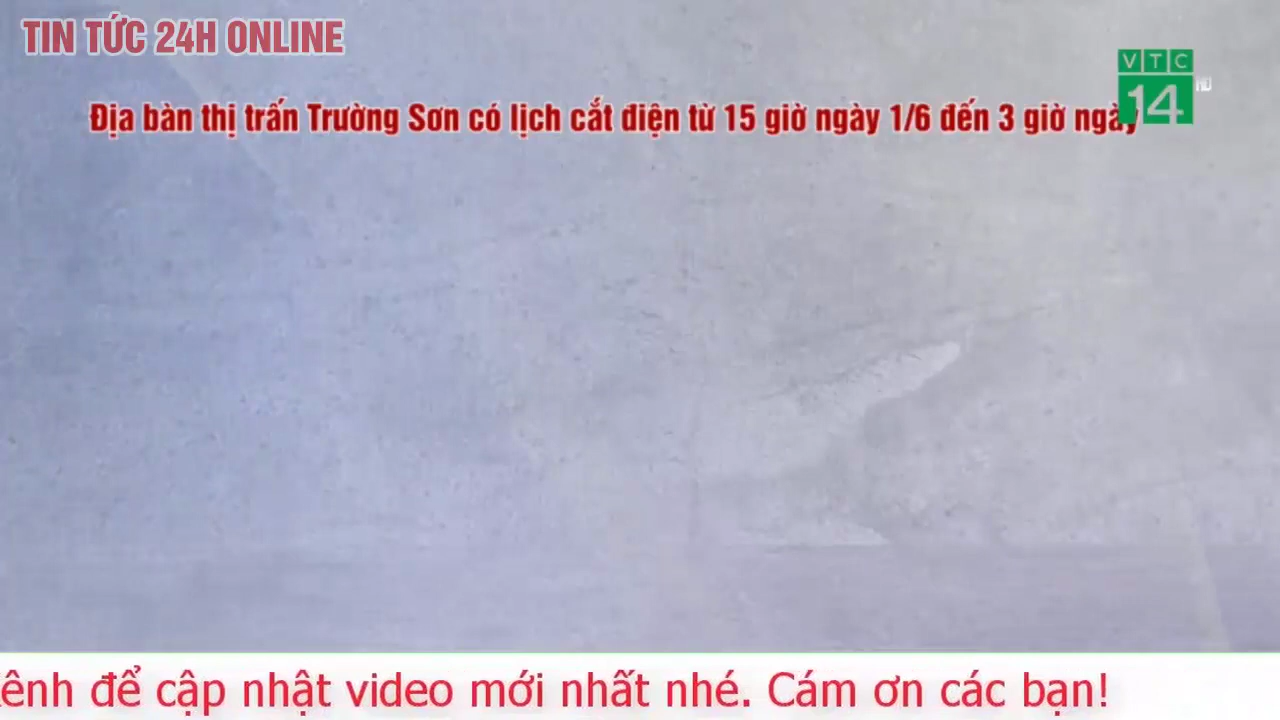 TIN TỨC 24H ONLINE
VTC
14
HD
Địa bàn thị trấn Trường Sơn có lịch cắt điện từ 15 giờ ngày 1/6 đến 3 giờ ngày
ênh để cập nhật video mới nhất nhé. Cám ơn các bạn!